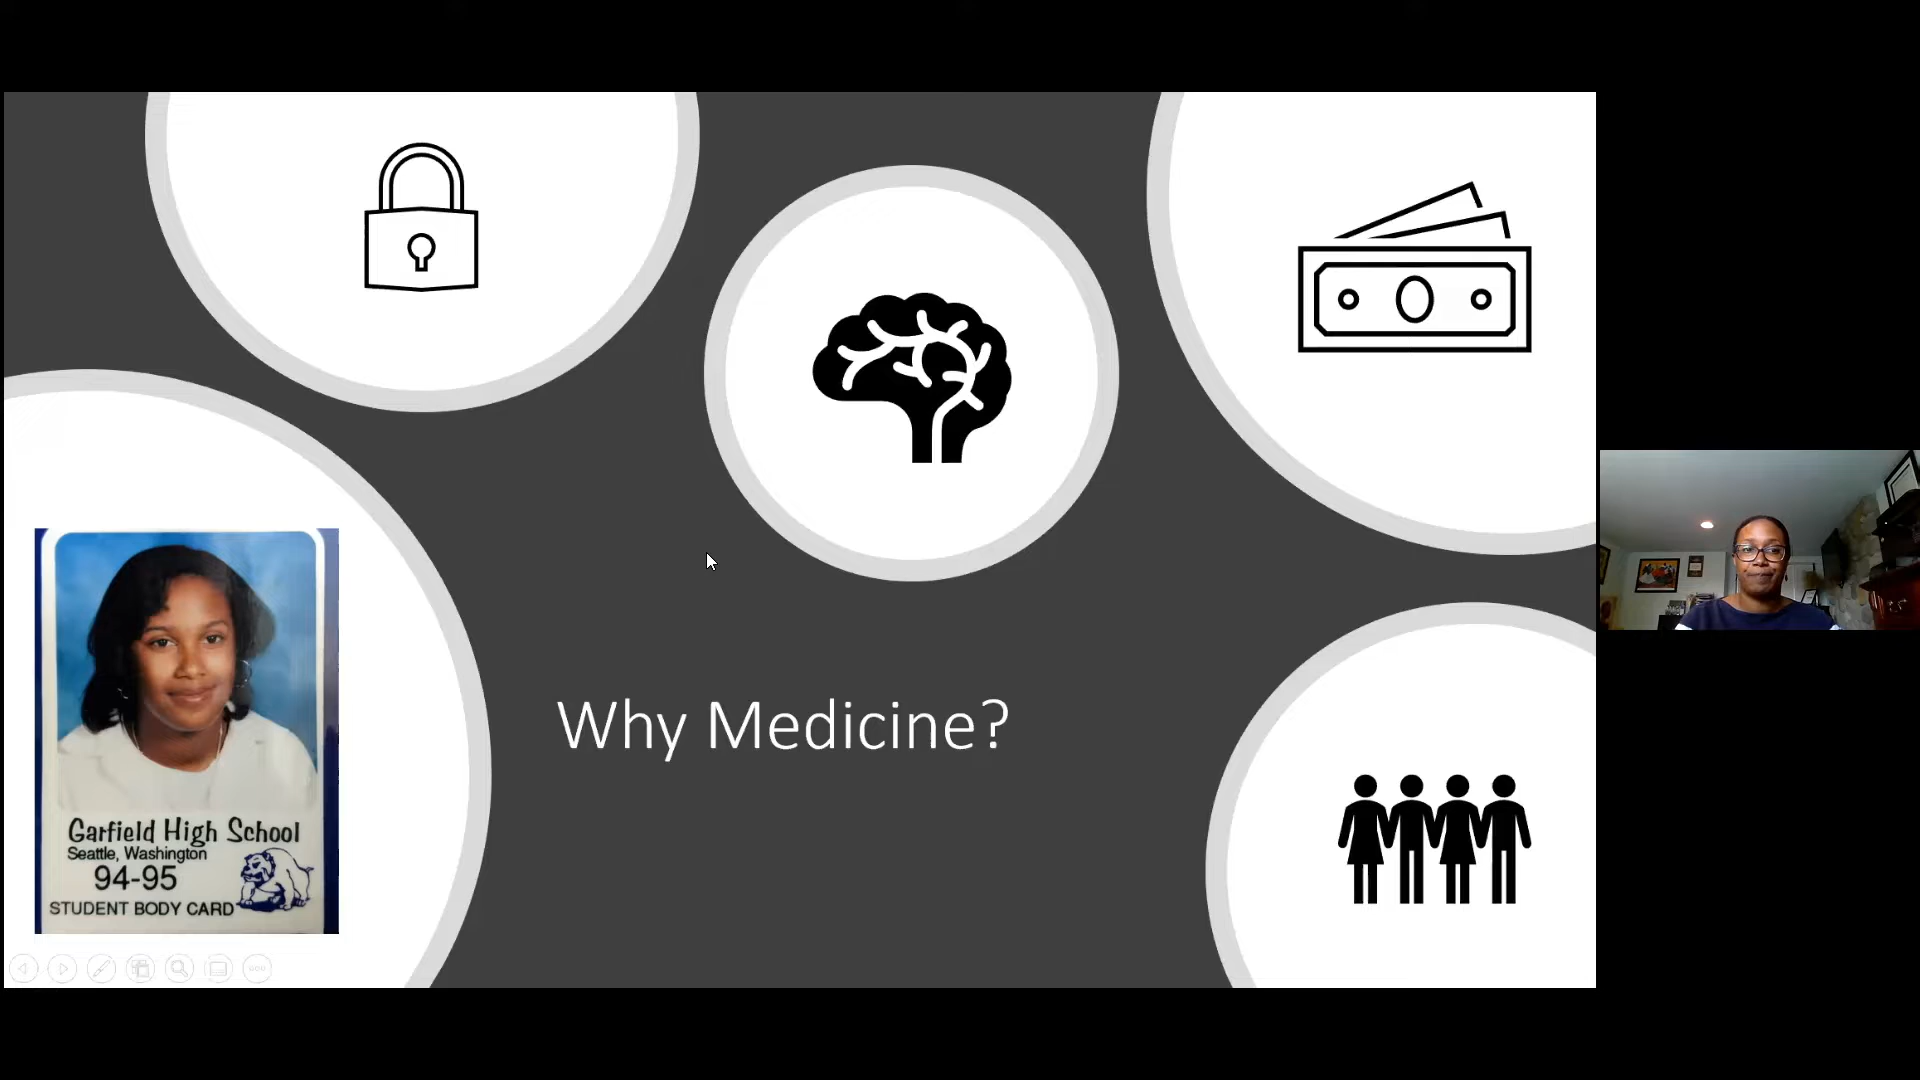 Why Medicine?
Garfield High School
Seattle, Washington
94-95
STUDENT BODY CARD